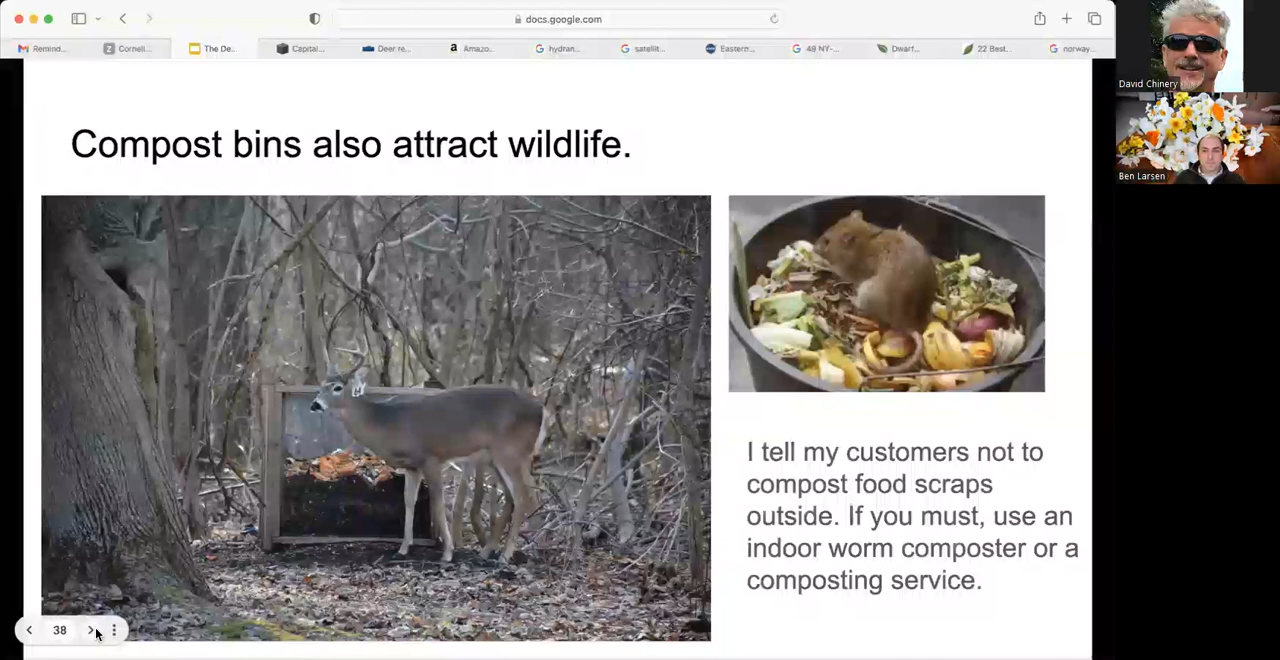 docs.google.com
Remind...
Corneli...
The De...
Capital...
Deer re...
Amazo...
hydran...
satellit...
Eastern...
49 NY-...
Dwarf...
22 Best...
norway...
David Chinery
Ben Larsen
Compost bins also attract wildlife.
I tell my customers not to
compost food scraps
outside. If you must, use an
indoor worm composter or a
composting service.
38